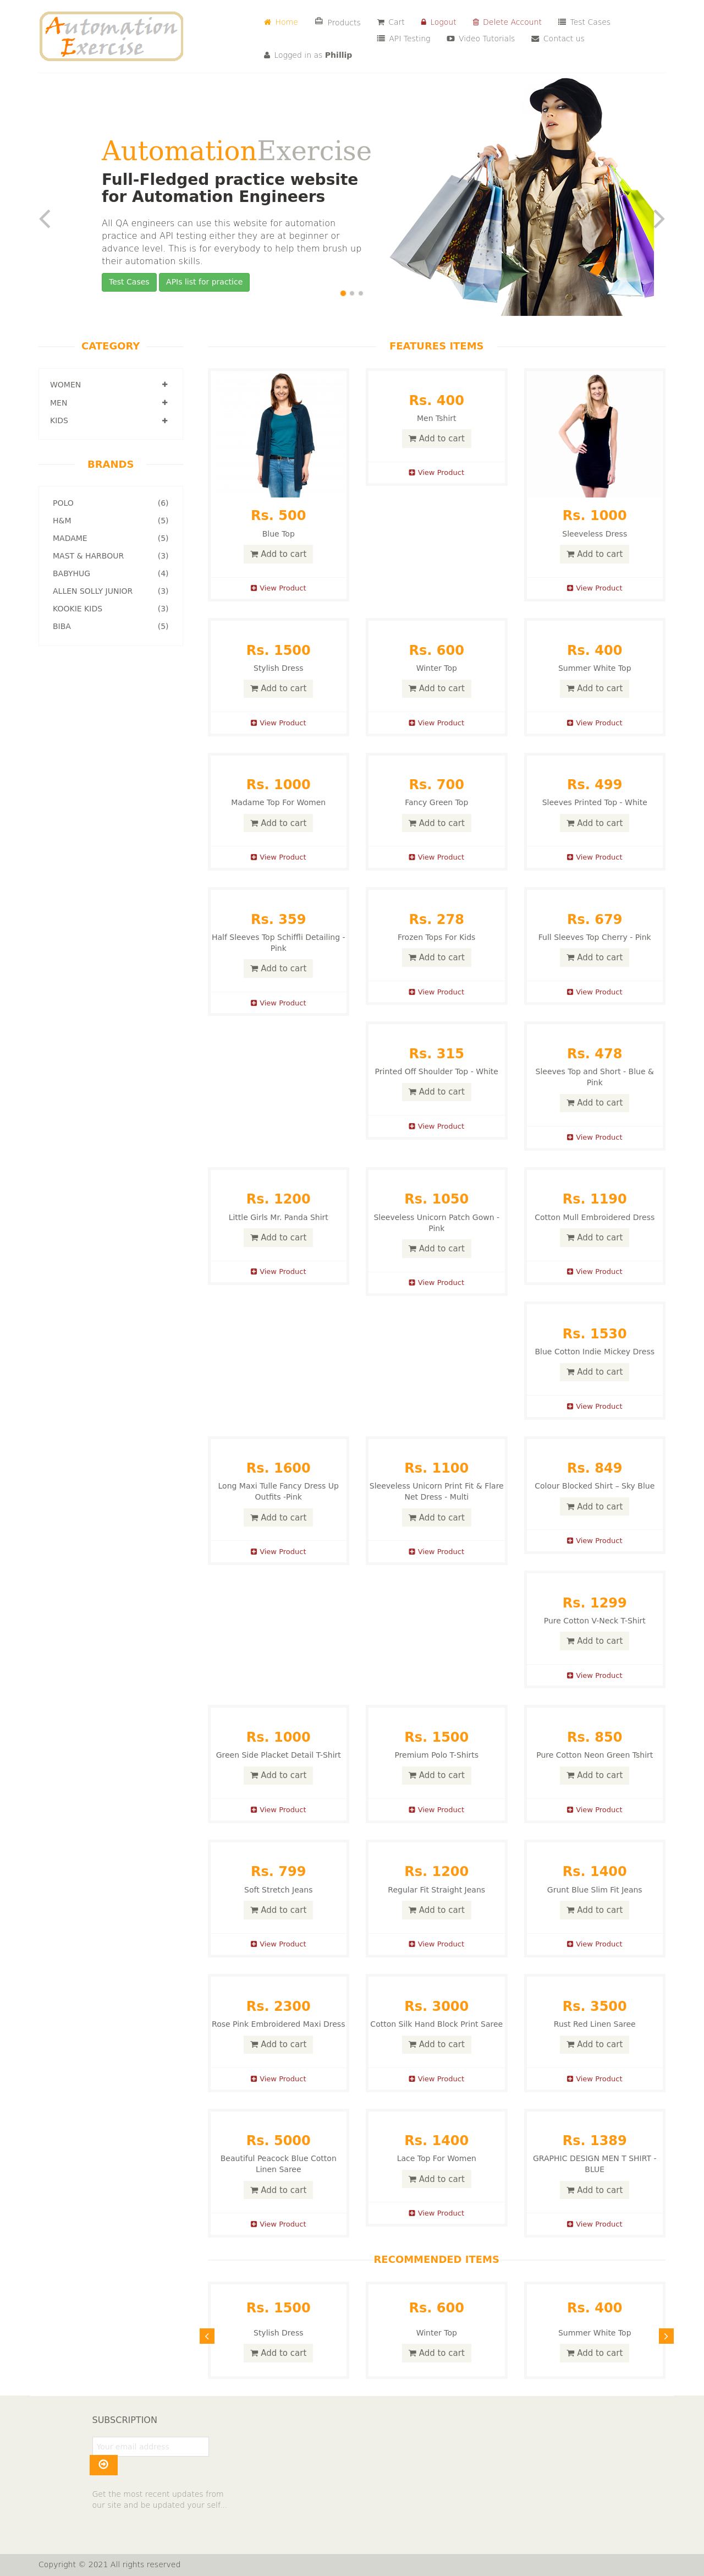 Automation
Exercise
Home
Products
Cart
Logout
Delete Account
Test Cases
API Testing
Video Tutorials
Contact us
Logged in as Phillip
AutomationExercise
Full-Fledged practice website
for Automation Engineers
All QA engineers can use this website for automation
practice and API testing either they are at beginner or
advance level. This is for everybody to help them brush up
their automation skills.
Test Cases
APIs list for practice
CATEGORY
WOMEN
MEN
KIDS
BRANDS
POLO (6)
H&M (5)
MADAME (5)
MAST & HARBOUR (3)
BABYHUG (4)
ALLEN SOLLY JUNIOR (3)
KOOKIE KIDS (3)
BIBA (5)
FEATURES ITEMS
Rs. 500
Blue Top
Add to cart
View Product
Rs. 400
Men Tshirt
Add to cart
View Product
Rs. 1000
Sleeveless Dress
Add to cart
View Product
Rs. 1500
Stylish Dress
Add to cart
View Product
Rs. 600
Winter Top
Add to cart
View Product
Rs. 400
Summer White Top
Add to cart
View Product
Rs. 1000
Madame Top For Women
Add to cart
View Product
Rs. 700
Fancy Green Top
Add to cart
View Product
Rs. 499
Sleeves Printed Top - White
Add to cart
View Product
Rs. 359
Half Sleeves Top Schiffli Detailing -
Pink
Add to cart
View Product
Rs. 278
Frozen Tops For Kids
Add to cart
View Product
Rs. 679
Full Sleeves Top Cherry - Pink
Add to cart
View Product
Rs. 315
Printed Off Shoulder Top - White
Add to cart
View Product
Rs. 478
Sleeves Top and Short - Blue &
Pink
Add to cart
View Product
Rs. 1200
Little Girls Mr. Panda Shirt
Add to cart
View Product
Rs. 1050
Sleeveless Unicorn Patch Gown -
Pink
Add to cart
View Product
Rs. 1190
Cotton Mull Embroidered Dress
Add to cart
View Product
Rs. 1530
Blue Cotton Indie Mickey Dress
Add to cart
View Product
Rs. 1600
Long Maxi Tulle Fancy Dress Up
Outfits -Pink
Add to cart
View Product
Rs. 1100
Sleeveless Unicorn Print Fit & Flare
Net Dress - Multi
Add to cart
View Product
Rs. 849
Colour Blocked Shirt – Sky Blue
Add to cart
View Product
Rs. 1299
Pure Cotton V-Neck T-Shirt
Add to cart
View Product
Rs. 1000
Green Side Placket Detail T-Shirt
Add to cart
View Product
Rs. 1500
Premium Polo T-Shirts
Add to cart
View Product
Rs. 850
Pure Cotton Neon Green Tshirt
Add to cart
View Product
Rs. 799
Soft Stretch Jeans
Add to cart
View Product
Rs. 1200
Regular Fit Straight Jeans
Add to cart
View Product
Rs. 1400
Grunt Blue Slim Fit Jeans
Add to cart
View Product
Rs. 2300
Rose Pink Embroidered Maxi Dress
Add to cart
View Product
Rs. 3000
Cotton Silk Hand Block Print Saree
Add to cart
View Product
Rs. 3500
Rust Red Linen Saree
Add to cart
View Product
Rs. 5000
Beautiful Peacock Blue Cotton
Linen Saree
Add to cart
View Product
Rs. 1400
Lace Top For Women
Add to cart
View Product
Rs. 1389
GRAPHIC DESIGN MEN T SHIRT -
BLUE
Add to cart
View Product
RECOMMENDED ITEMS
Rs. 1500
Stylish Dress
Add to cart
Rs. 600
Winter Top
Add to cart
Rs. 400
Summer White Top
Add to cart
SUBSCRIPTION
Your email address
Get the most recent updates from
our site and be updated your self.
Copyright © 2021 All rights reserved